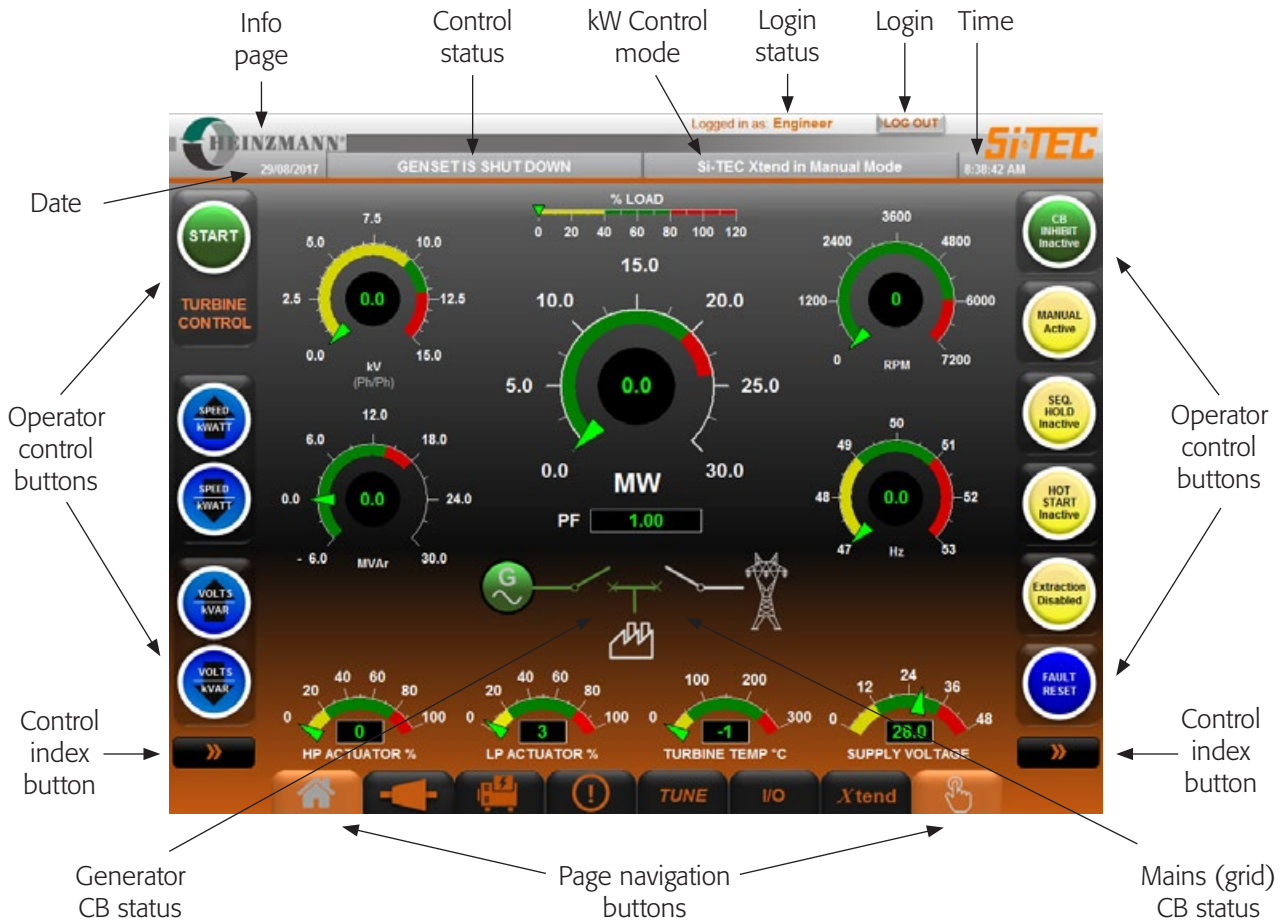 Info
page
Control
status
kW Control
mode
Login
status
Login
Time
Logged in as: Engineer
LOG OUT
HEINZMANN®
Si-TEC
29/08/2017
GENSET IS SHUT DOWN
Si-TEC Xtend in Manual Mode
8:38:42 AM
Date
START
TURBINE
CONTROL
0.0 2.5 5.0 7.5 10.0 12.5 15.0
0.0
kV
(Ph/Ph)
% LOAD
0 20 40 60 80 100 120
0.0 5.0 10.0 15.0 20.0 25.0 30.0
0.0
MW
PF 1.00
0 1200 2400 3600 4800 6000 7200
0
RPM
CB
INHIBIT
Inactive
MANUAL
Active
Operator
control
buttons
SPEED
kWATT
SPEED
kWATT
- 6.0 0.0 6.0 12.0 18.0 24.0 30.0
0.0
MVAr
47 48 49 50 51 52 53
0.0
Hz
SEQ.
HOLD
Inactive
HOT
START
Inactive
Operator
control
buttons
VOLTS
kVAR
VOLTS
kVAR
G
Extraction
Disabled
FAULT
RESET
Control
index
button
»
0 20 40 60 80 100
0
HP ACTUATOR %
0 20 40 60 80 100
3
LP ACTUATOR %
0 100 200 300
-1
TURBINE TEMP °C
0 12 24 36 48
28.0
SUPPLY VOLTAGE
»
Control
index
button
!
TUNE
I/O
Xtend
Generator
CB status
Page navigation
buttons
Mains (grid)
CB status